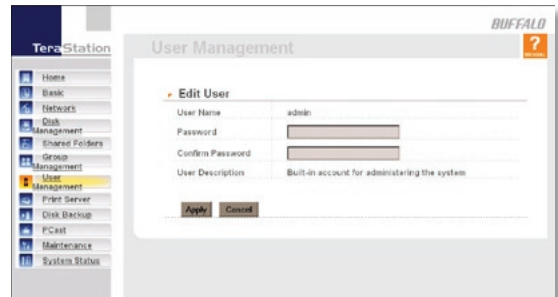 BUFFALO
TeraStation
User Management
?
Home
Basic
Network
Disk
Management
Shared Folders
Group
Management
User
Management
Print Server
Disk Backup
PCast
Maintenance
System Status
Edit User
User Name admin
Password
Confirm Password
User Description Built-in account for administering the system
Apply Cancel